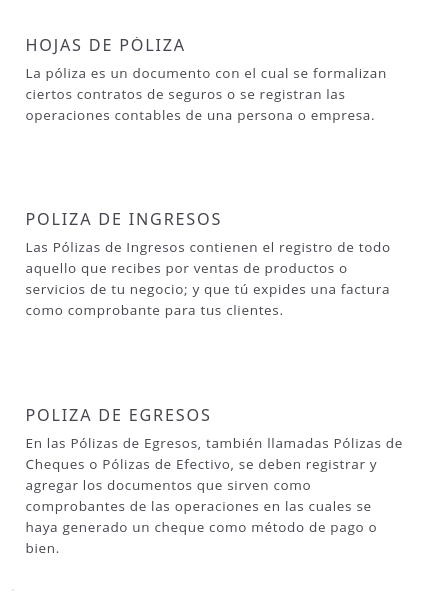 HOJAS DE PÒLIZA
La póliza es un documento con el cual se formalizan
ciertos contratos de seguros o se registran las
operaciones contables de una persona o empresa.
POLIZA DE INGRESOS
Las Pólizas de Ingresos contienen el registro de todo
aquello que recibes por ventas de productos o
servicios de tu negocio; y que tú expides una factura
como comprobante para tus clientes.
POLIZA DE EGRESOS
En las Pólizas de Egresos, también llamadas Pólizas de
Cheques o Pólizas de Efectivo, se deben registrar y
agregar los documentos que sirven como
comprobantes de las operaciones en las cuales se
haya generado un cheque como método de pago o
bien.